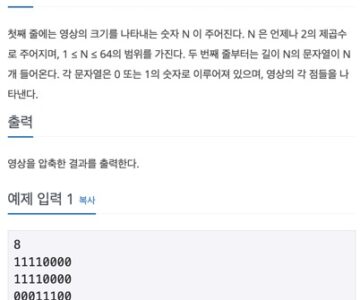 첫째 줄에는 영상의 크기를 나타내는 숫자 N 이 주어진다. N 은 언제나 2의 제곱수
로 주어지며, 1 ≤ N ≤ 64의 범위를 가진다. 두 번째 줄부터는 길이 N의 문자열이 N
개 들어온다. 각 문자열은 0 또는 1의 숫자로 이루어져 있으며, 영상의 각 점들을 나
타낸다.
출력
영상을 압축한 결과를 출력한다.
예제 입력 1 복사
8
11110000
11110000
00011100